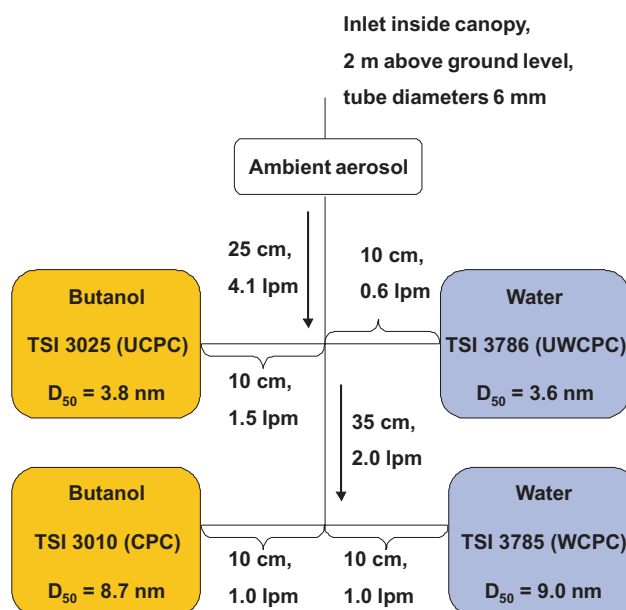 Inlet inside canopy,
2 m above ground level,
tube diameters 6 mm
Ambient aerosol
25 cm,
4.1 lpm
10 cm,
0.6 lpm
Butanol
TSI 3025 (UCPC)
D₅₀ = 3.8 nm
Water
TSI 3786 (UWCPC)
D₅₀ = 3.6 nm
10 cm,
1.5 lpm
35 cm,
2.0 lpm
Butanol
TSI 3010 (CPC)
D₅₀ = 8.7 nm
Water
TSI 3785 (WCPC)
D₅₀ = 9.0 nm
10 cm,
1.0 lpm
10 cm,
1.0 lpm